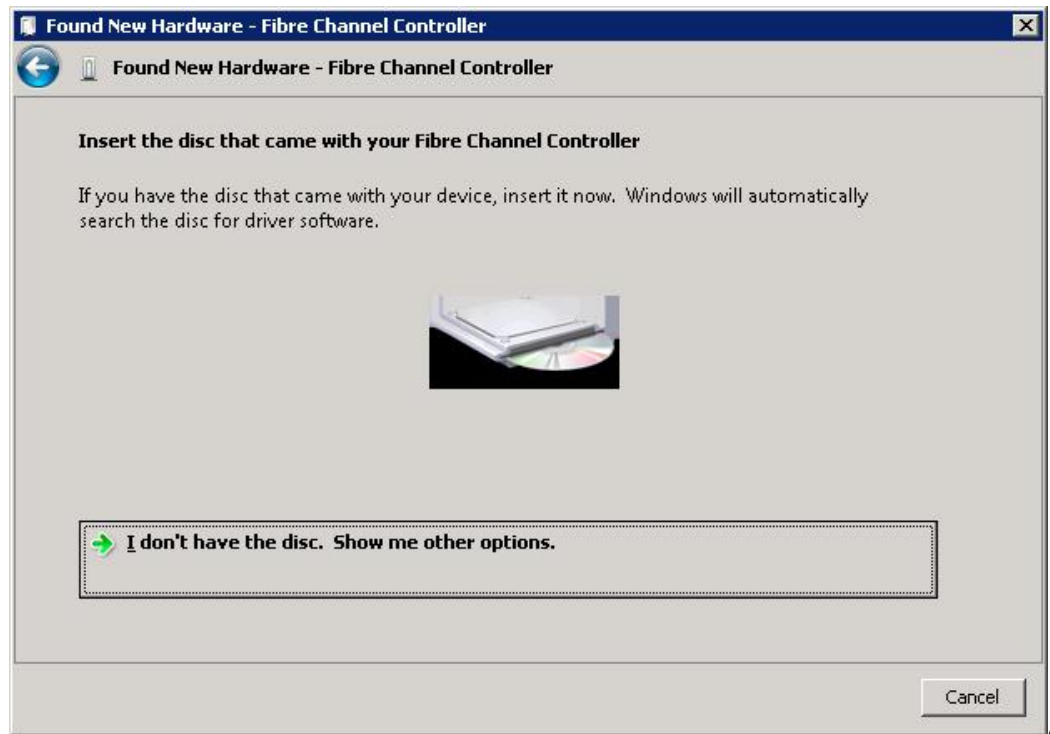 Found New Hardware - Fibre Channel Controller
Found New Hardware - Fibre Channel Controller
Insert the disc that came with your Fibre Channel Controller
If you have the disc that came with your device, insert it now.  Windows will automatically
search the disc for driver software.
I don't have the disc.  Show me other options.
Cancel